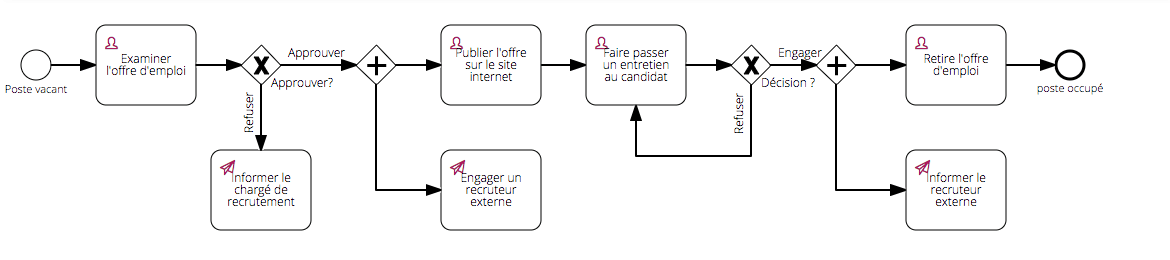 Poste vacant
Examiner
l'offre d'emploi
Approuver
Approuver?
Refuser
Informer le
chargé de
recrutement
Publier l'offre
sur le site
internet
Engager un
recruteur
externe
Faire passer
un entretien
au candidat
Engager
Décision ?
Refuser
Retire l'offre
d'emploi
Informer le
recruteur
externe
poste occupé